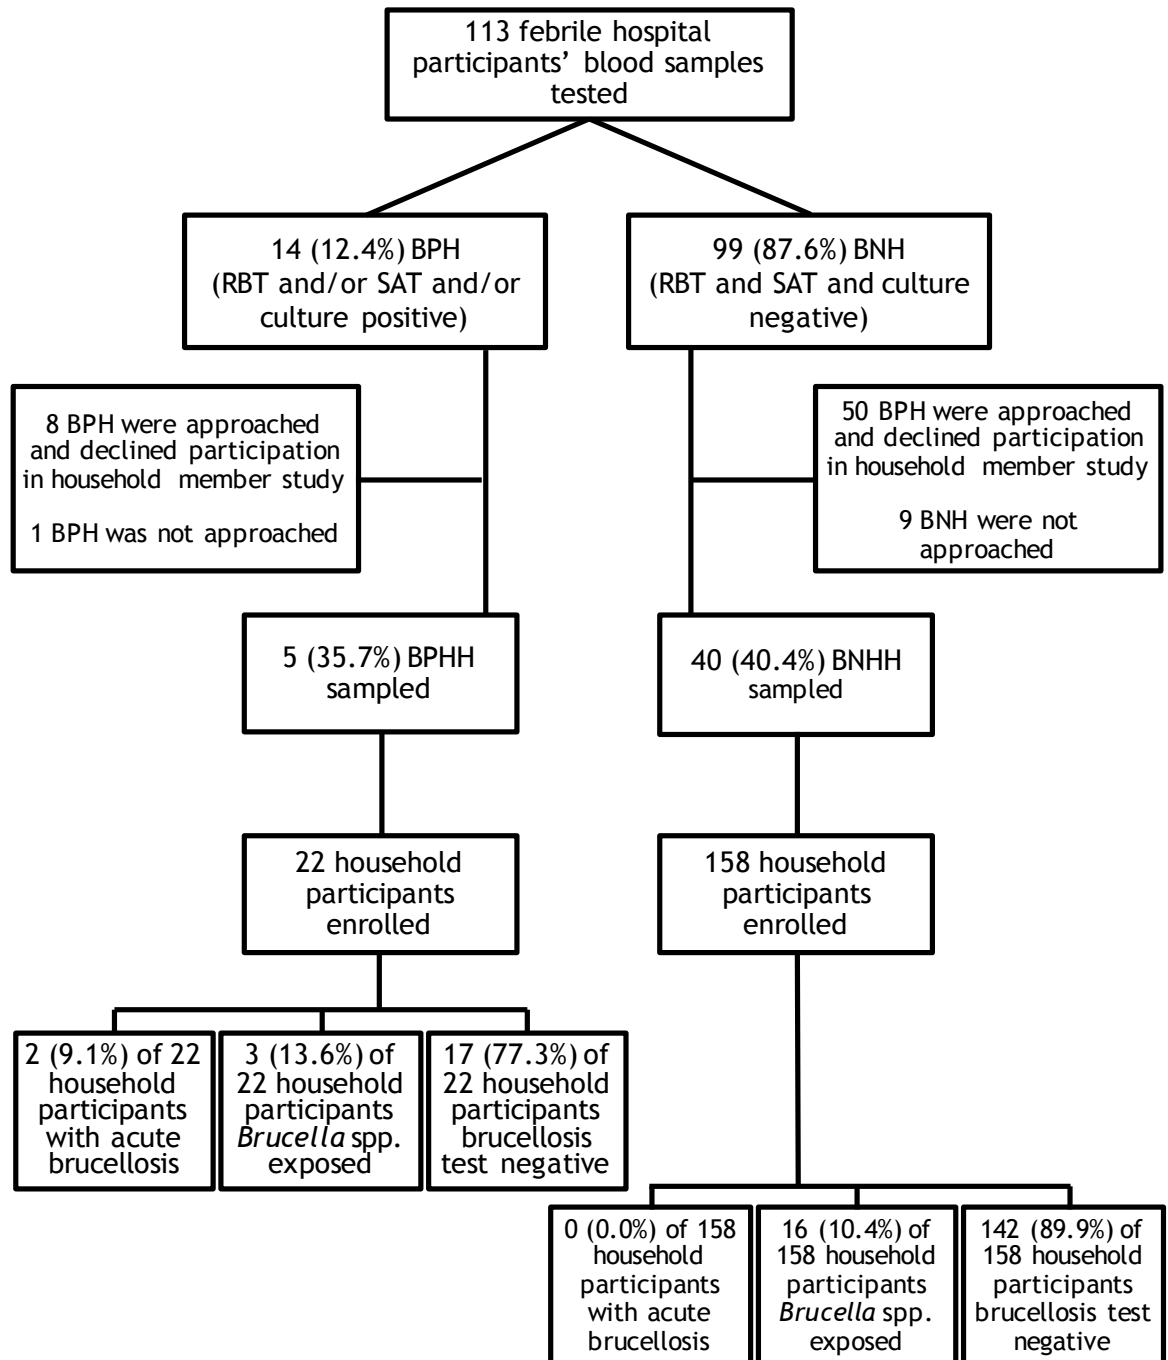 113 febrile hospital
participants’ blood samples
tested
14 (12.4%) BPH
(RBT and/or SAT and/or
culture positive)
99 (87.6%) BNH
(RBT and SAT and culture
negative)
8 BPH were approached
and declined participation
in household member study
1 BPH was not approached
50 BPH were approached
and declined participation
in household member study
9 BNH were not
approached
5 (35.7%) BPHH
sampled
40 (40.4%) BNHH
sampled
22 household
participants
enrolled
158 household
participants
enrolled
2 (9.1%) of 22
household
participants
with acute
brucellosis
3 (13.6%) of
22 household
participants
Brucella spp.
exposed
17 (77.3%) of
22 household
participants
brucellosis
test negative
0 (0.0%) of 158
household
participants
with acute
brucellosis
16 (10.4%) of
158 household
participants
Brucella spp.
exposed
142 (89.9%) of
158 household
participants
brucellosis test
negative